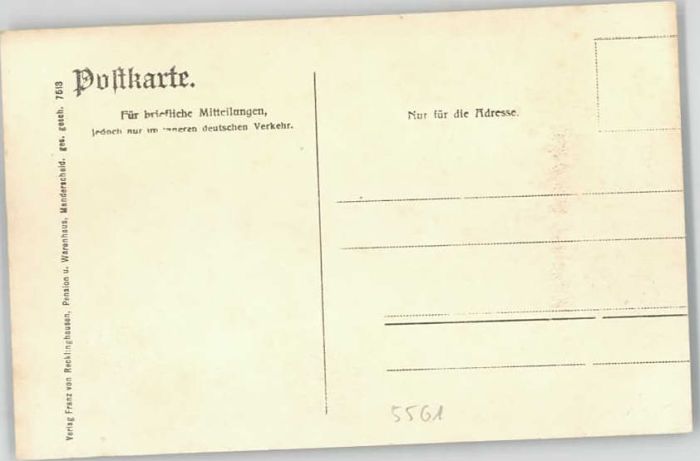 Postkarte.
Für briefliche Mitteilungen,
jedoch nur im inneren deutschen Verkehr.
Nur für die Adresse.
Verlag Franz von Recklinghausen, Pension u. Warenhaus, Manderscheid. ges. gesch. 7513
5561